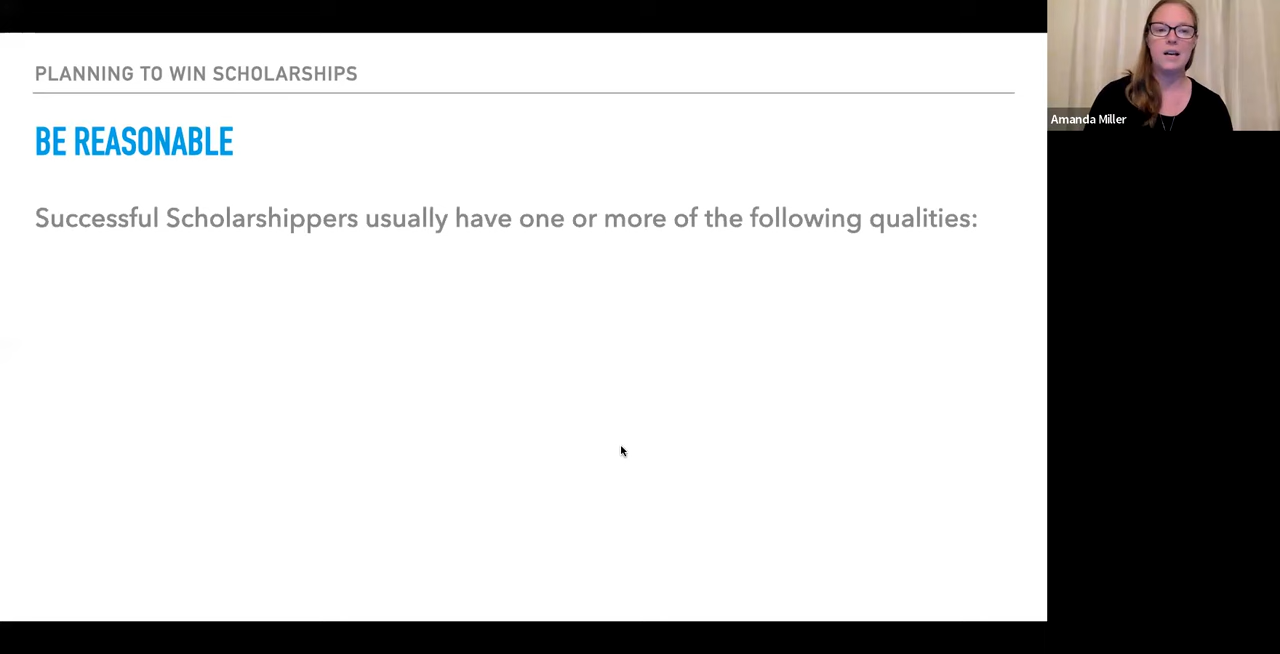 PLANNING TO WIN SCHOLARSHIPS
BE REASONABLE
Successful Scholarshippers usually have one or more of the following qualities:
Amanda Miller